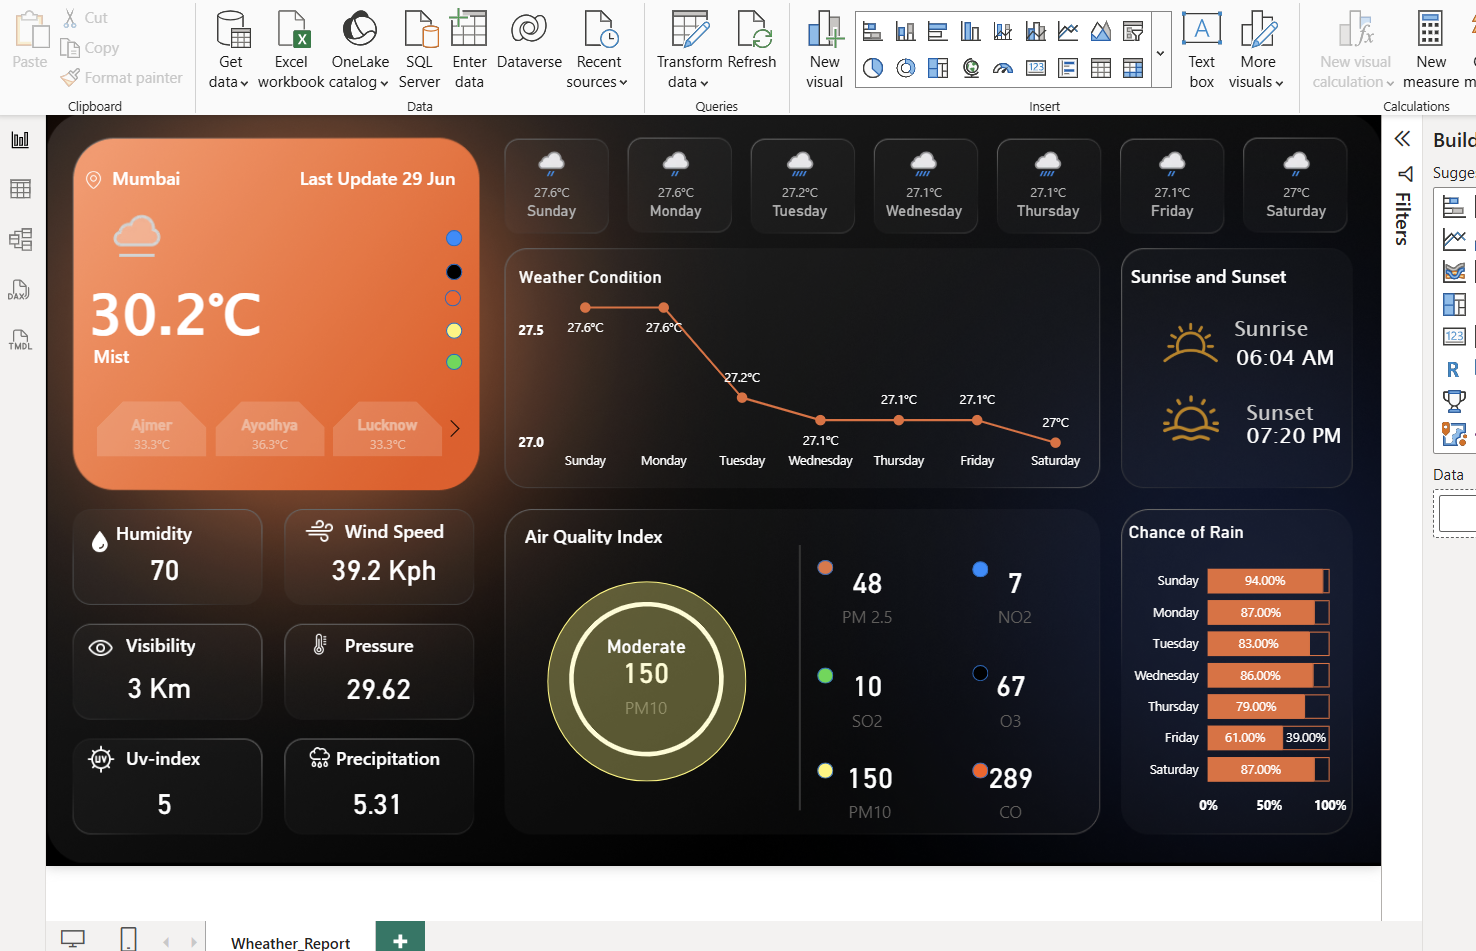 Paste
Cut
Copy
Format painter
Clipboard
Get data
Excel workbook
OneLake catalog
SQL Server
Enter data
Dataverse
Recent sources
Data
Transform data
Refresh
Queries
New visual
Text box
More visuals
Insert
New visual calculation
New measure
Calculations
DAX
TMDL
Mumbai
Last Update 29 Jun
30.2°C
Mist
Ajmer
33.3°C
Ayodhya
36.3°C
Lucknow
33.3°C
27.6°C
Sunday
27.6°C
Monday
27.2°C
Tuesday
27.1°C
Wednesday
27.1°C
Thursday
27.1°C
Friday
27°C
Saturday
Weather Condition
27.5
27.0
27.6°C
27.6°C
27.2°C
27.1°C
27.1°C
27.1°C
27°C
Sunday Monday Tuesday Wednesday Thursday Friday Saturday
Sunrise and Sunset
Sunrise
06:04 AM
Sunset
07:20 PM
Humidity
70
Wind Speed
39.2 Kph
Visibility
3 Km
Pressure
29.62
UV
Uv-index
5
Precipitation
5.31
Air Quality Index
Moderate
150
PM10
48
PM 2.5
7
NO2
10
SO2
67
O3
150
PM10
289
CO
Chance of Rain
Sunday 94.00%
Monday 87.00%
Tuesday 83.00%
Wednesday 86.00%
Thursday 79.00%
Friday 61.00% 39.00%
Saturday 87.00%
0% 50% 100%
Filters
Build
Sugge
123
R
Data
Wheather_Report